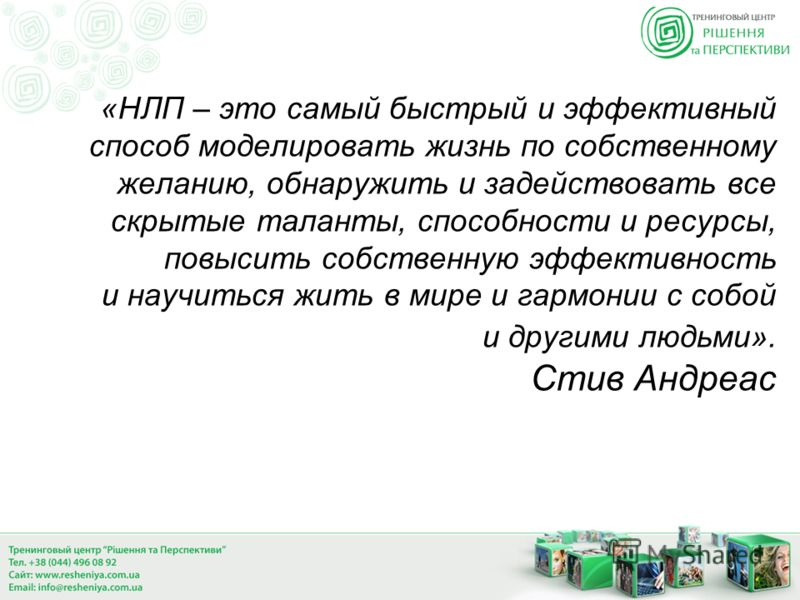 ТРЕНИНГОВЫЙ ЦЕНТР
РІШЕННЯ
та ПЕРСПЕКТИВИ
«НЛП – это самый быстрый и эффективный
способ моделировать жизнь по собственному
желанию, обнаружить и задействовать все
скрытые таланты, способности и ресурсы,
повысить собственную эффективность
и научиться жить в мире и гармонии с собой
и другими людьми».
Стив Андреас
Тренинговый центр "Рішення та Перспективи"
Тел. +38 (044) 496 08 92
Сайт: www.resheniya.com.ua
Email: info@resheniya.com.ua
MyShared